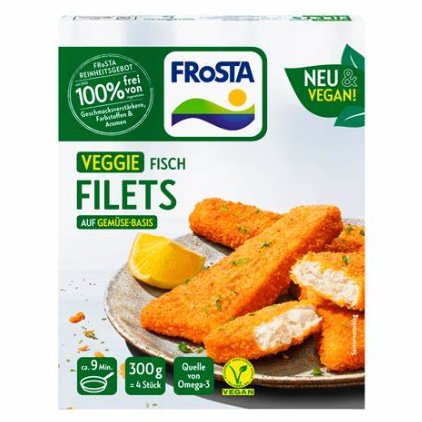 FRoSTA
REINHEITSGEBOT
100% frei
von
Geschmacksverstärkern,
Farbstoffen &
Aromen
FRoSTA
NEU &
VEGAN!
VEGGIE FISCH
FILETS
AUF GEMÜSE-BASIS
ca. 9 Min.
300g
= 4 Stück
Quelle
von
Omega-3
VEGAN